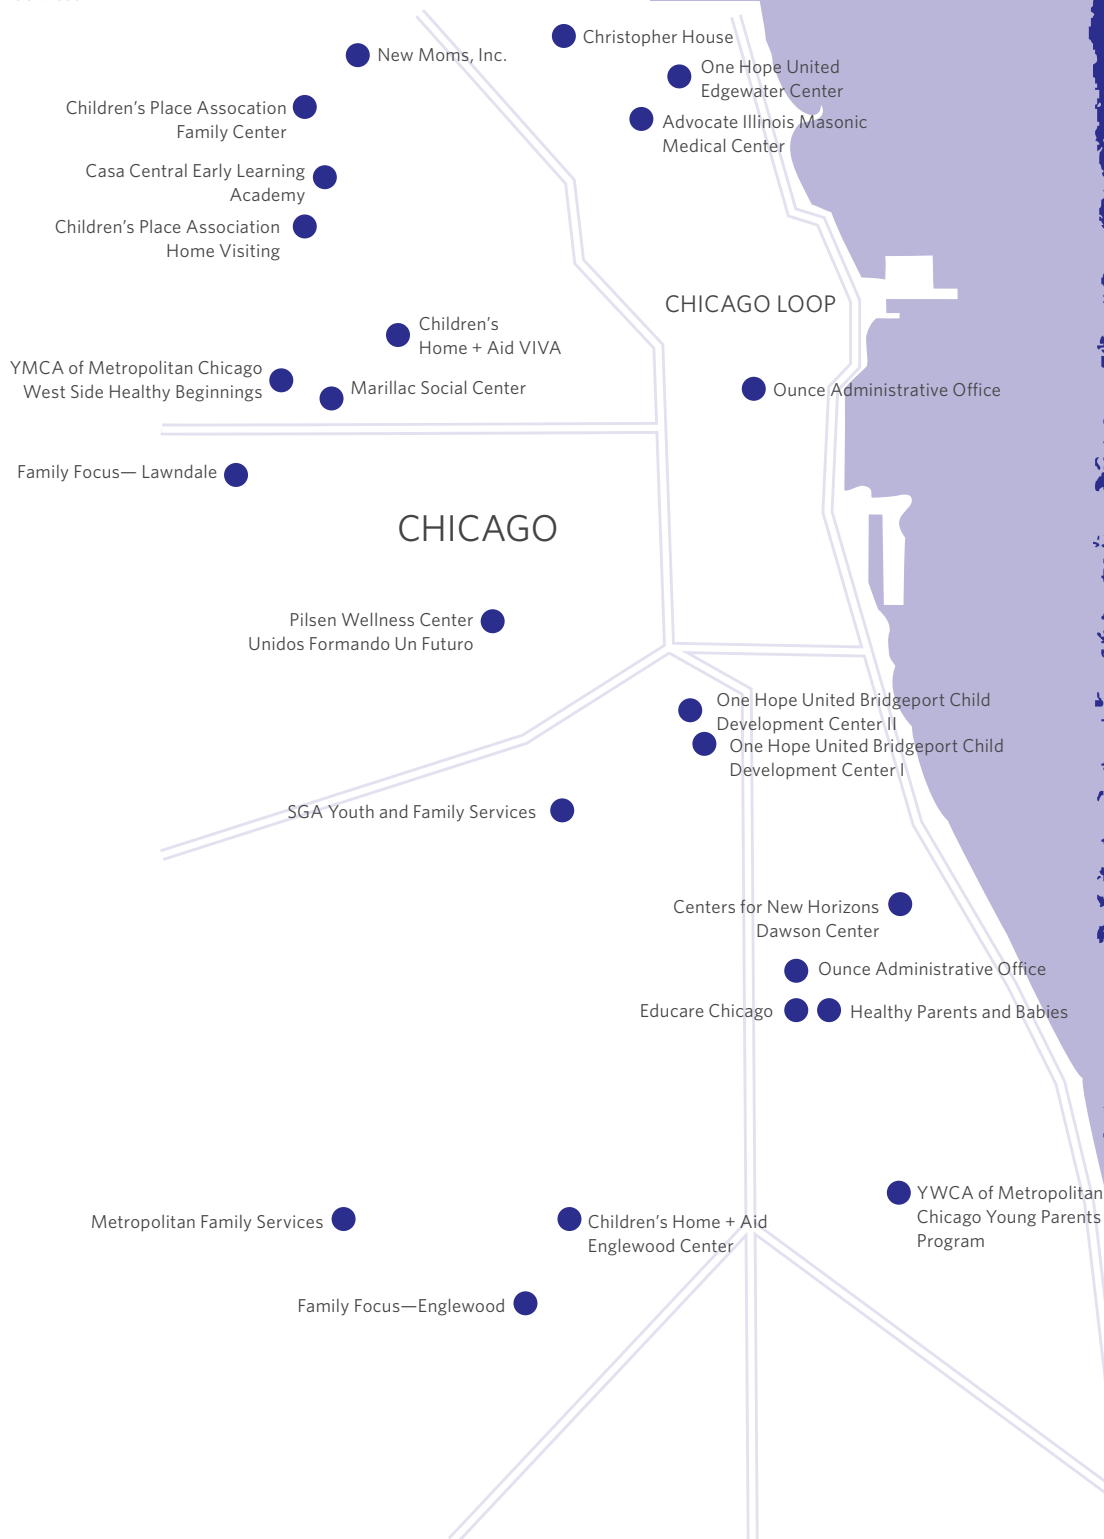 Christopher House
New Moms, Inc.
One Hope United
Edgewater Center
Children's Place Assocation
Family Center
Advocate Illinois Masonic
Medical Center
Casa Central Early Learning
Academy
Children's Place Association
Home Visiting
CHICAGO LOOP
Children's
Home + Aid VIVA
YMCA of Metropolitan Chicago
West Side Healthy Beginnings
Marillac Social Center
Ounce Administrative Office
Family Focus— Lawndale
CHICAGO
Pilsen Wellness Center
Unidos Formando Un Futuro
One Hope United Bridgeport Child
Development Center II
One Hope United Bridgeport Child
Development Center I
SGA Youth and Family Services
Centers for New Horizons
Dawson Center
Ounce Administrative Office
Educare Chicago
Healthy Parents and Babies
YWCA of Metropolitan
Chicago Young Parents
Program
Metropolitan Family Services
Children's Home + Aid
Englewood Center
Family Focus—Englewood